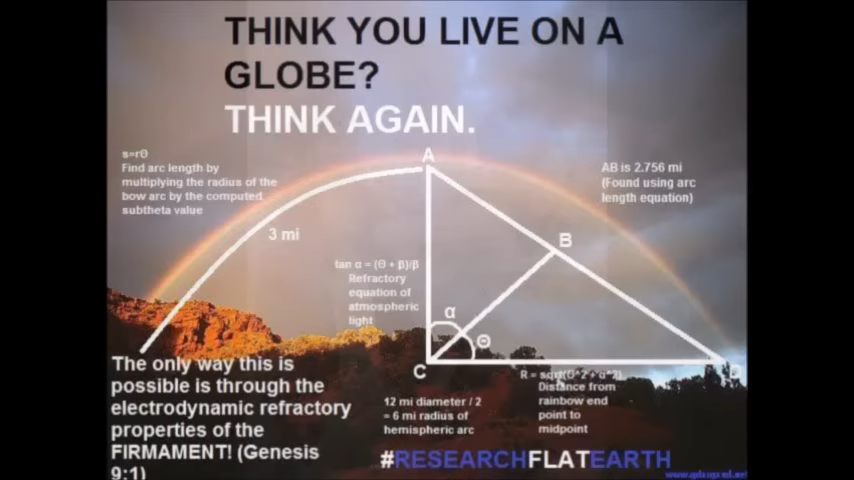 THINK YOU LIVE ON A
GLOBE?
THINK AGAIN.
s=rΘ
Find arc length by
multiplying the radius of the
bow arc by the computed
subtheta value
3 mi
A
AB is 2.756 mi
(Found using arc
length equation)
B
tan α = (Θ + β)/β
Refractory
equation of
atmospheric
light
α
Θ
C
D
R = sqrt(Θ^2 + α^2)
Distance from
rainbow end
point to
midpoint
12 mi diameter / 2
= 6 mi radius of
hemispheric arc
The only way this is
possible is through the
electrodynamic refractory
properties of the
FIRMAMENT! (Genesis
9:1)
#RESEARCHFLATEARTH